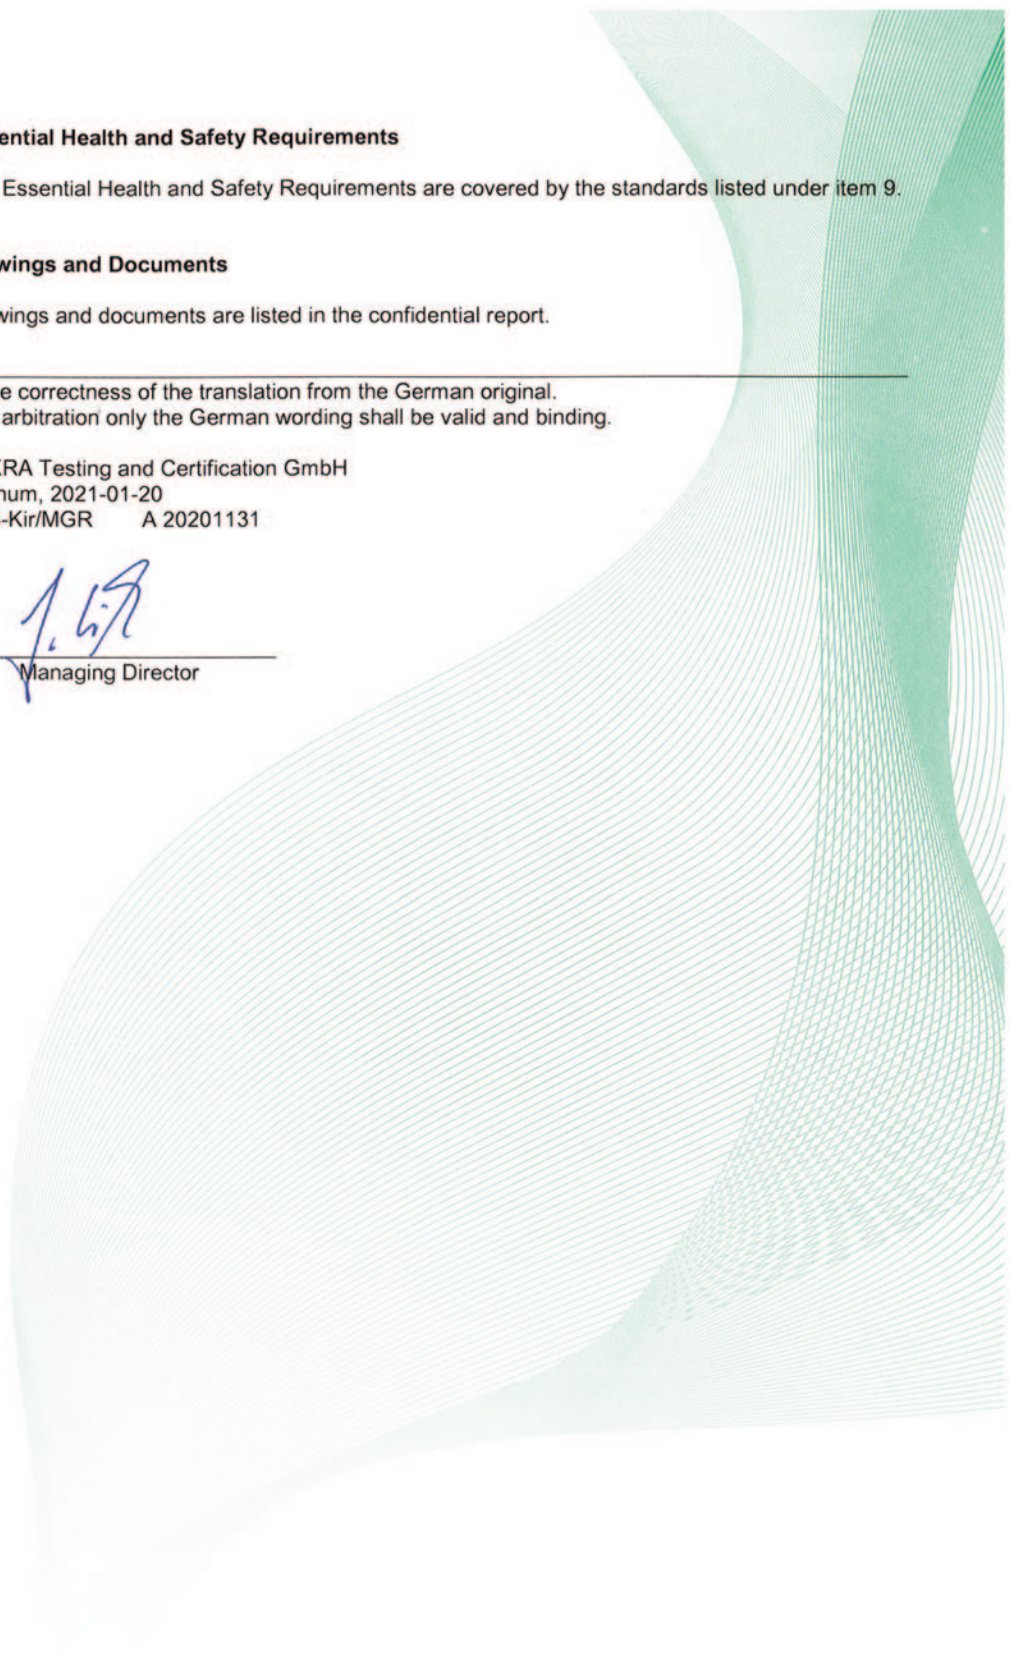 ential Health and Safety Requirements
Essential Health and Safety Requirements are covered by the standards listed under item 9.
wings and Documents
wings and documents are listed in the confidential report.
e correctness of the translation from the German original.
arbitration only the German wording shall be valid and binding.
KRA Testing and Certification GmbH
num, 2021-01-20
-Kir/MGR A 20201131
Managing Director